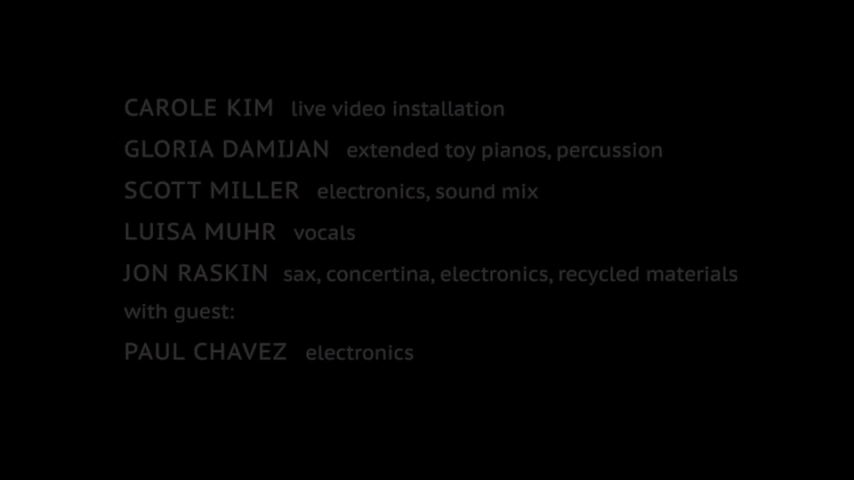 CAROLE KIM live video installation
GLORIA DAMIJAN extended toy pianos, percussion
SCOTT MILLER electronics, sound mix
LUISA MUHR vocals
JON RASKIN sax, concertina, electronics, recycled materials
with guest:
PAUL CHAVEZ electronics